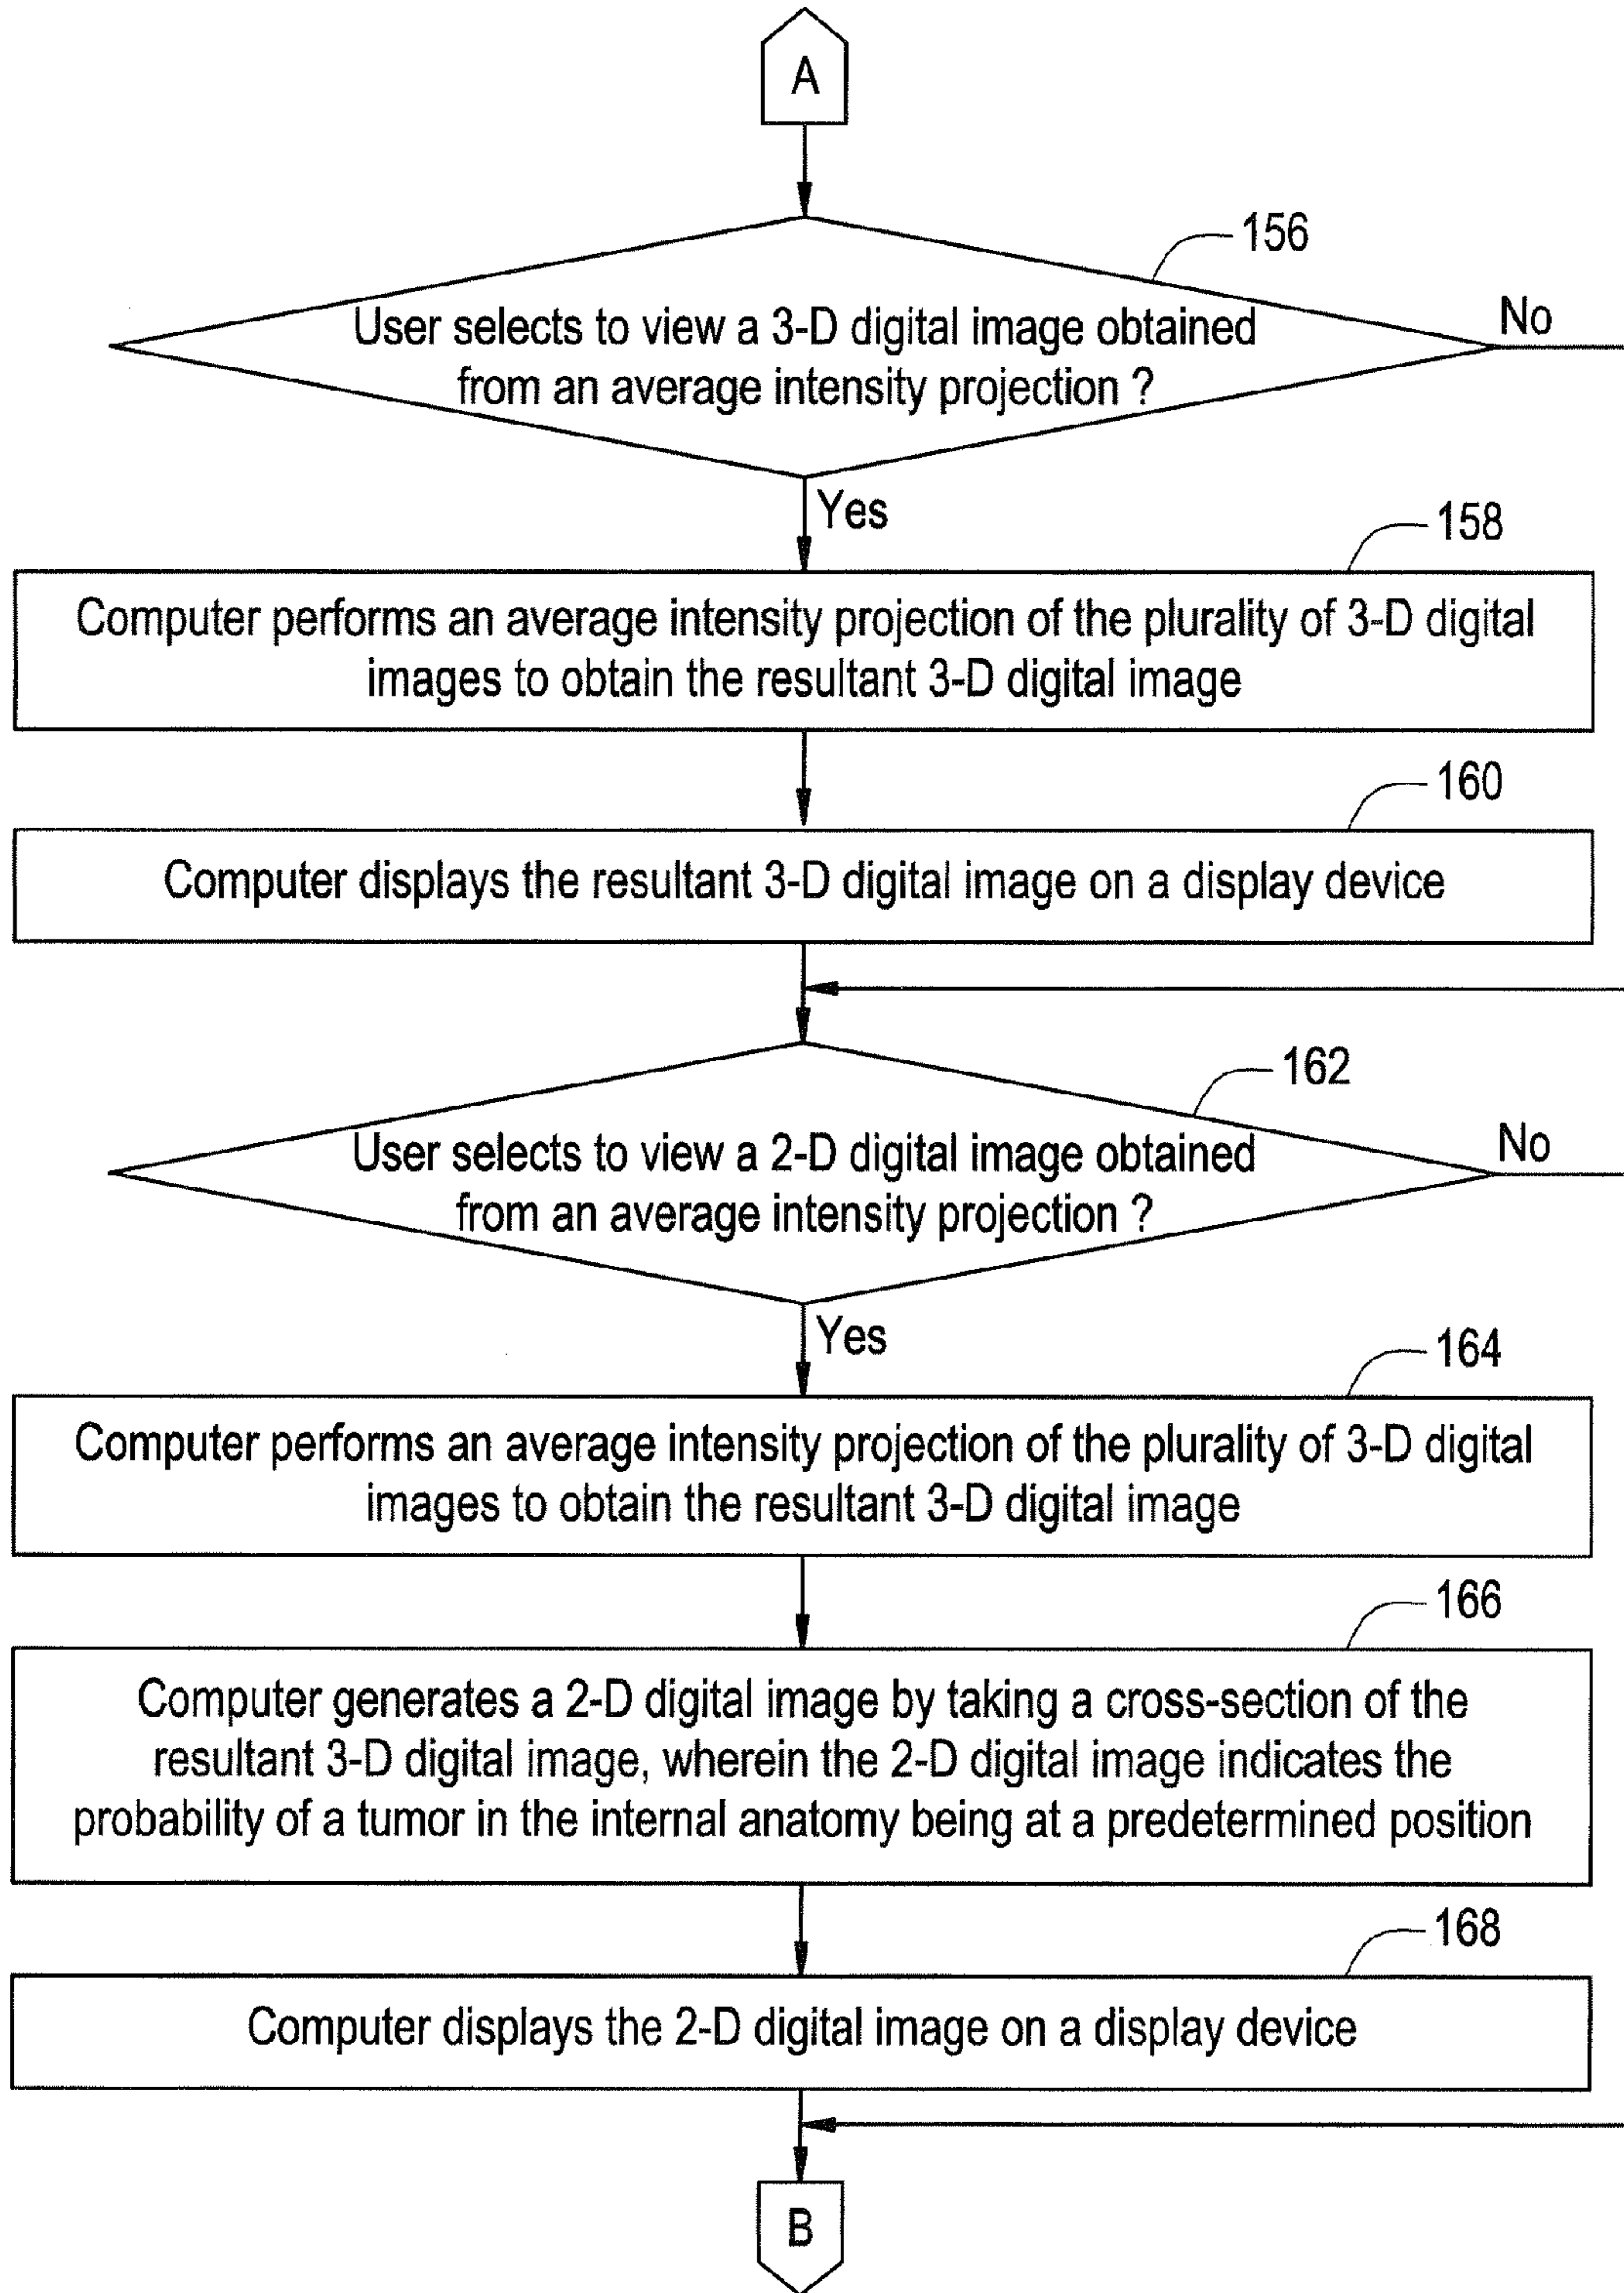 A
156
User selects to view a 3-D digital image obtained
from an average intensity projection ?
No
Yes
158
Computer performs an average intensity projection of the plurality of 3-D digital
images to obtain the resultant 3-D digital image
160
Computer displays the resultant 3-D digital image on a display device
162
User selects to view a 2-D digital image obtained
from an average intensity projection ?
No
Yes
164
Computer performs an average intensity projection of the plurality of 3-D digital
images to obtain the resultant 3-D digital image
166
Computer generates a 2-D digital image by taking a cross-section of the
resultant 3-D digital image, wherein the 2-D digital image indicates the
probability of a tumor in the internal anatomy being at a predetermined position
168
Computer displays the 2-D digital image on a display device
B